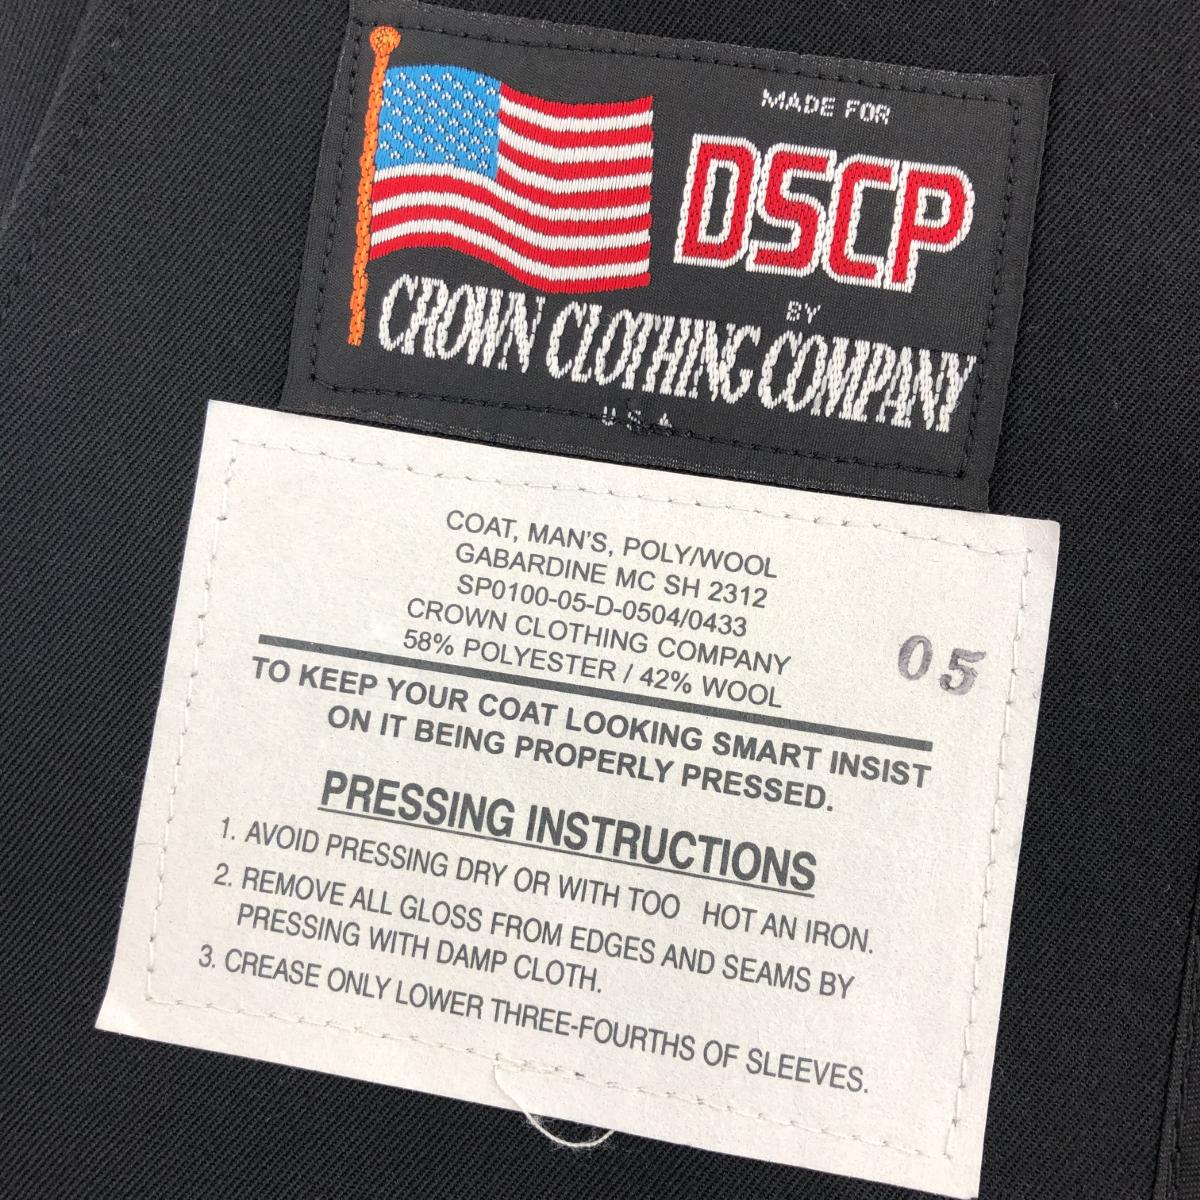 MADE FOR
DSCP
BY
CROWN CLOTHING COMPANY
U S A
COAT, MAN'S, POLY/WOOL
GABARDINE MC SH 2312
SP0100-05-D-0504/0433
CROWN CLOTHING COMPANY
58% POLYESTER / 42% WOOL
05
TO KEEP YOUR COAT LOOKING SMART INSIST
ON IT BEING PROPERLY PRESSED.
PRESSING INSTRUCTIONS
1. AVOID PRESSING DRY OR WITH TOO HOT AN IRON.
2. REMOVE ALL GLOSS FROM EDGES AND SEAMS BY
PRESSING WITH DAMP CLOTH.
3. CREASE ONLY LOWER THREE-FOURTHS OF SLEEVES.